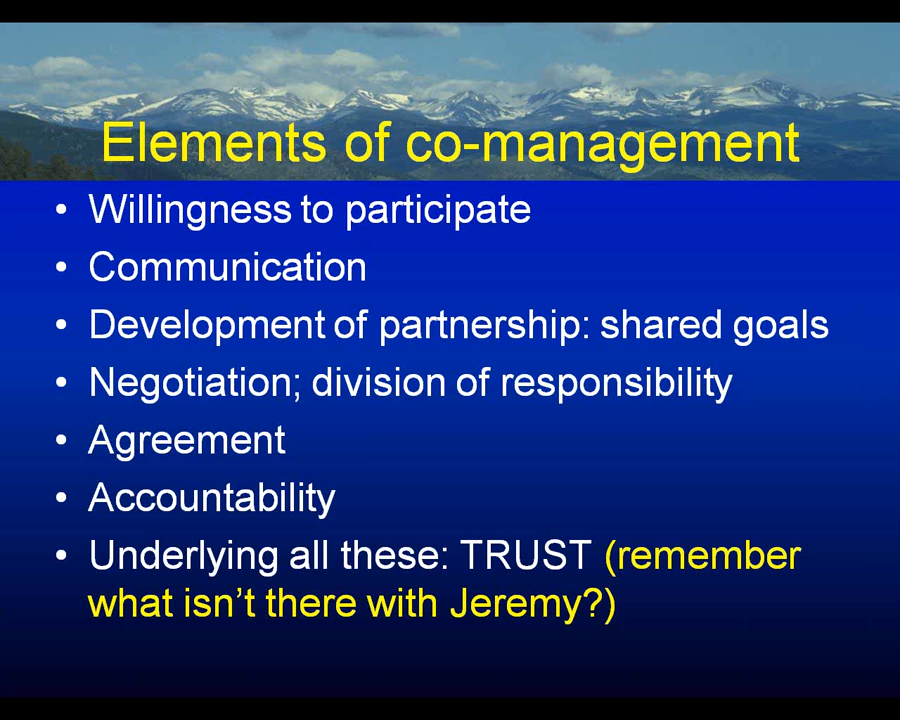 Elements of co-management
• Willingness to participate
• Communication
• Development of partnership: shared goals
• Negotiation; division of responsibility
• Agreement
• Accountability
• Underlying all these: TRUST (remember
what isn't there with Jeremy?)